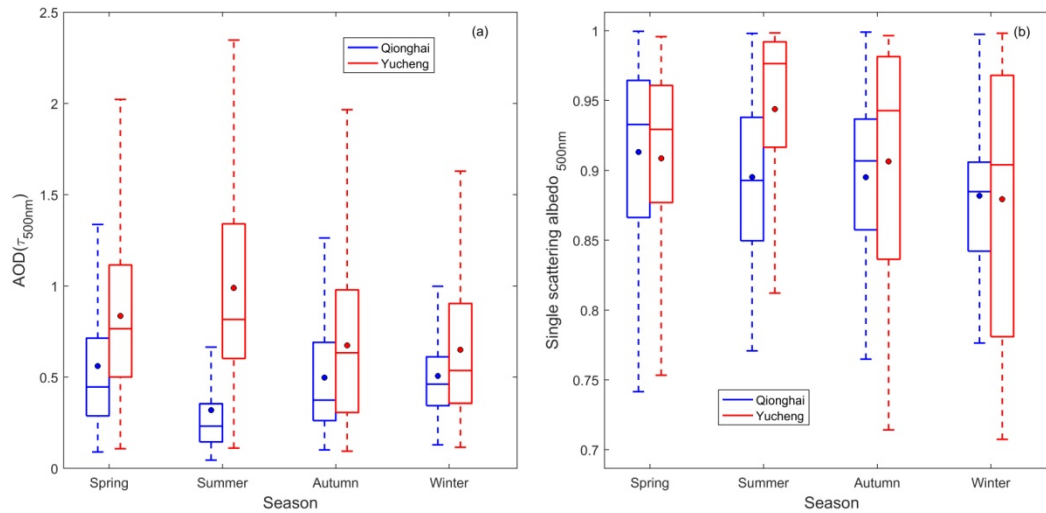 (a)
Qionghai
Yucheng
2.5
2
1.5
1
0.5
0
AOD(τ500nm)
Spring
Summer
Autumn
Winter
Season
(b)
1
0.95
0.9
0.85
0.8
0.75
0.7
Single scattering albedo 500nm
Qionghai
Yucheng
Spring
Summer
Autumn
Winter
Season